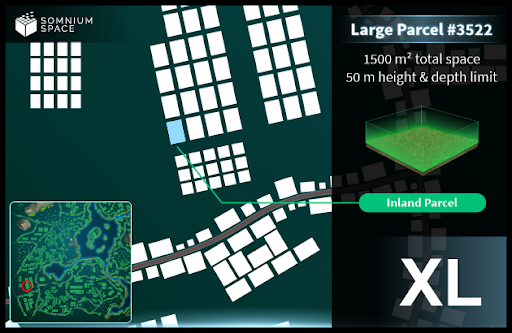 SOMNIUM
SPACE
Large Parcel #3522
1500 m² total space
50 m height & depth limit
Inland Parcel
XL